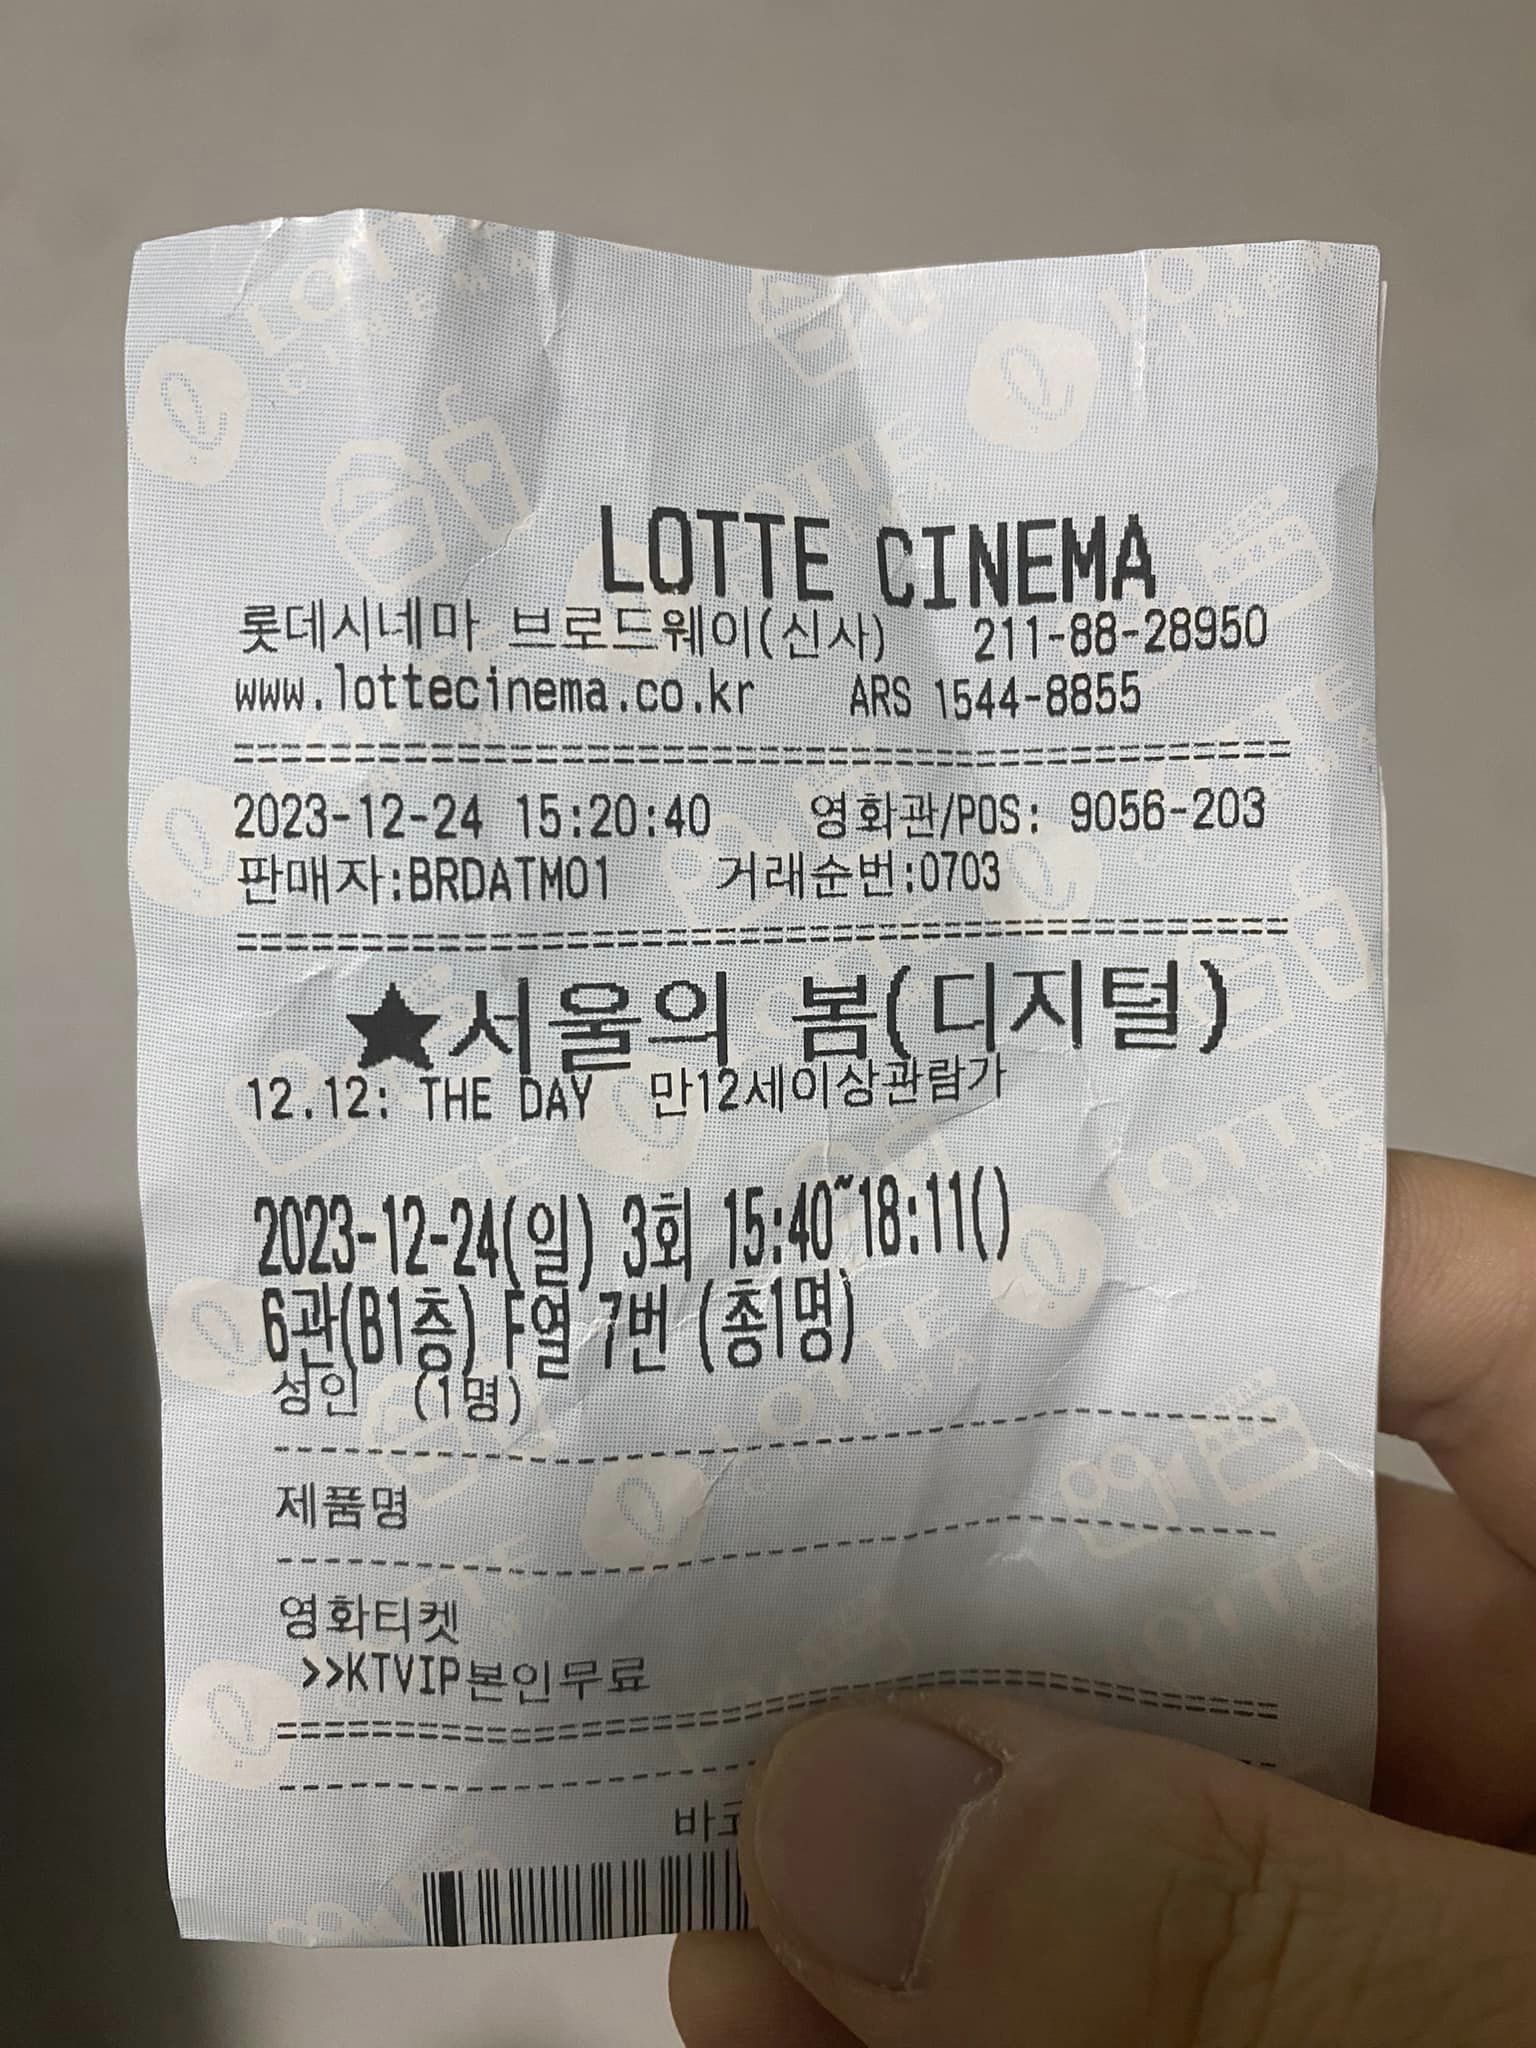 LOTTE CINEMA
롯데시네마 브로드웨이(신사) 211-88-28950
www.lottecinema.co.kr ARS 1544-8855
==========================================
2023-12-24 15:20:40 영화관/POS: 9056-203
판매자:BRDATM01 거래순번:0703
==========================================
★서울의 봄(디지털)
12.12: THE DAY 만12세이상관람가
2023-12-24(일) 3회 15:40~18:11()
6관(B1층) F열 7번 (총1명)
성인 (1명)
------------------------------------------
제품명
------------------------------------------
영화티켓
>>KTVIP본인무료
==========================================
------------------------------------------
바